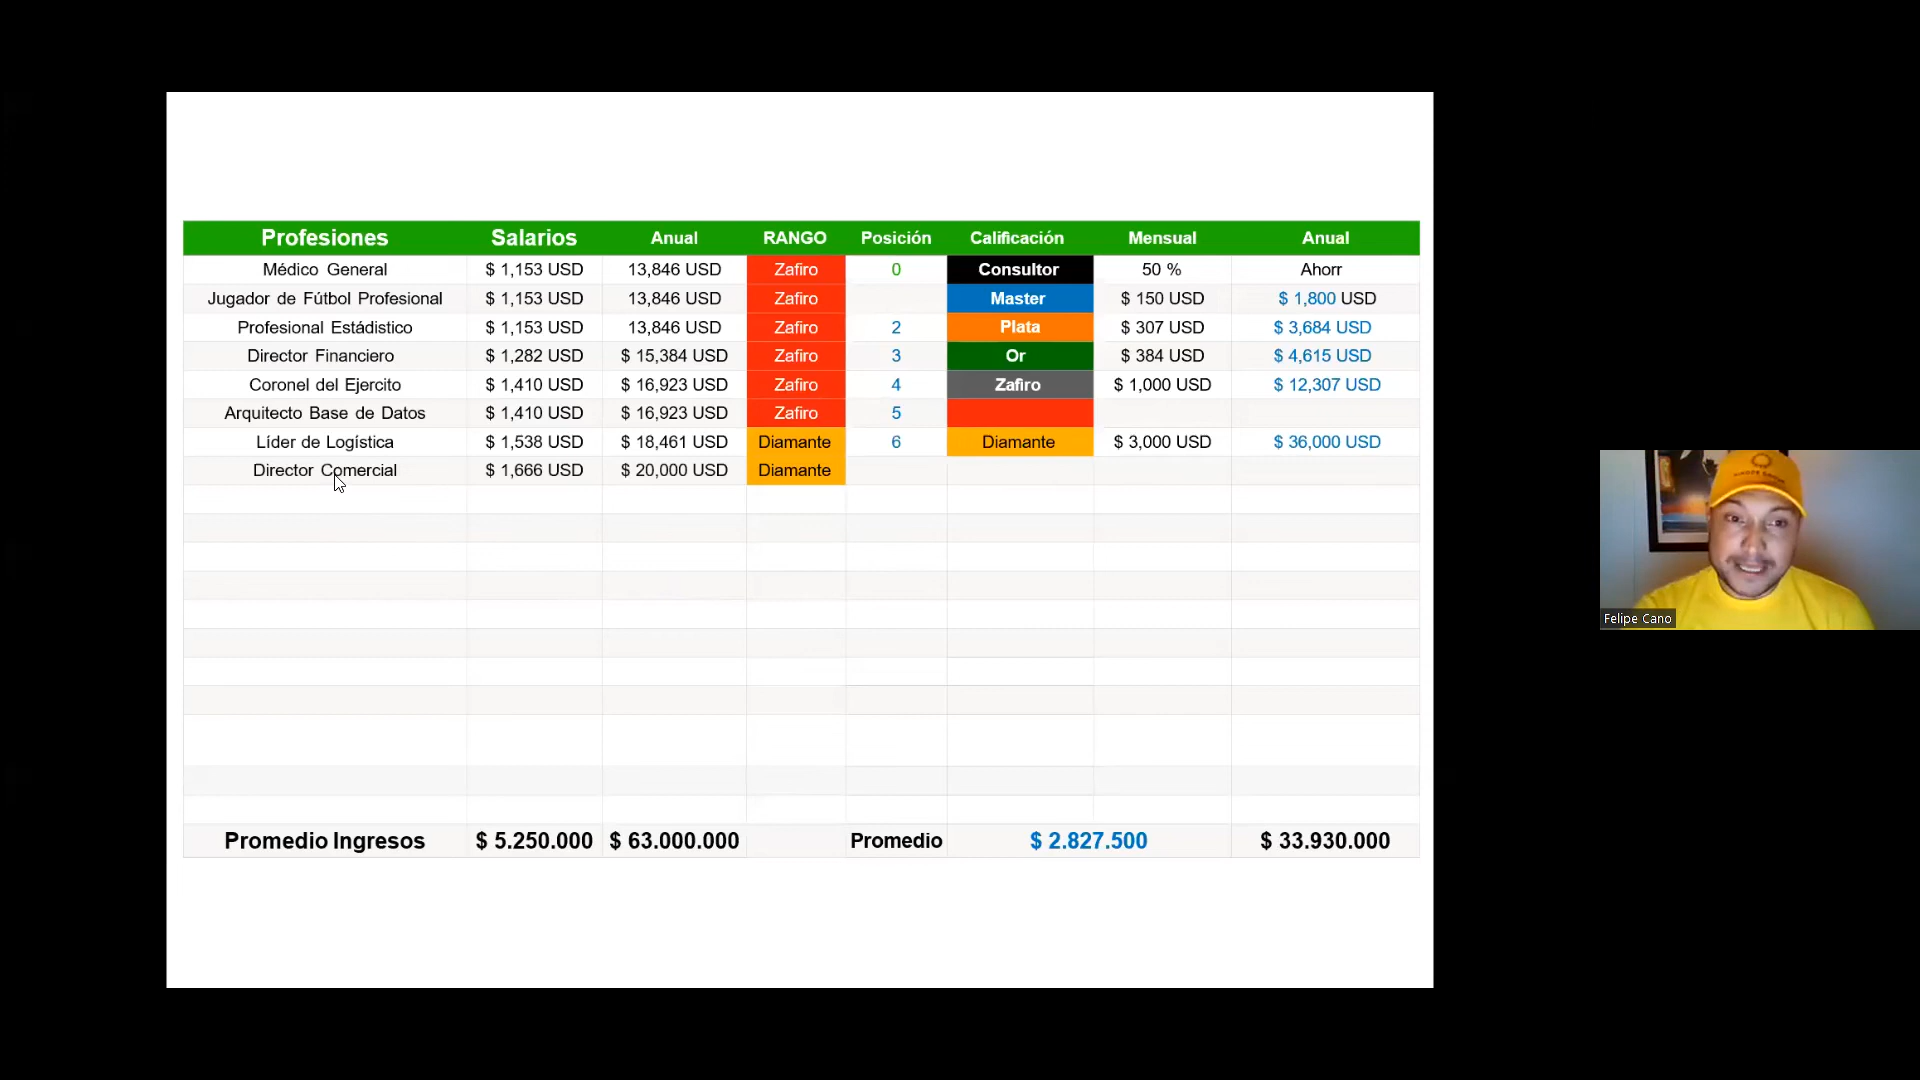 Profesiones Salarios Anual RANGO Posición Calificación Mensual Anual
Médico General $ 1,153 USD 13,846 USD Zafiro 0 Consultor 50 % Ahorr
Jugador de Fútbol Profesional $ 1,153 USD 13,846 USD Zafiro Master $ 150 USD $ 1,800 USD
Profesional Estádistico $ 1,153 USD 13,846 USD Zafiro 2 Plata $ 307 USD $ 3,684 USD
Director Financiero $ 1,282 USD $ 15,384 USD Zafiro 3 Or $ 384 USD $ 4,615 USD
Coronel del Ejercito $ 1,410 USD $ 16,923 USD Zafiro 4 Zafiro $ 1,000 USD $ 12,307 USD
Arquitecto Base de Datos $ 1,410 USD $ 16,923 USD Zafiro 5
Líder de Logística $ 1,538 USD $ 18,461 USD Diamante 6 Diamante $ 3,000 USD $ 36,000 USD
Director Comercial $ 1,666 USD $ 20,000 USD Diamante
Promedio Ingresos $ 5.250.000 $ 63.000.000 Promedio $ 2.827.500 $ 33.930.000
Felipe Cano